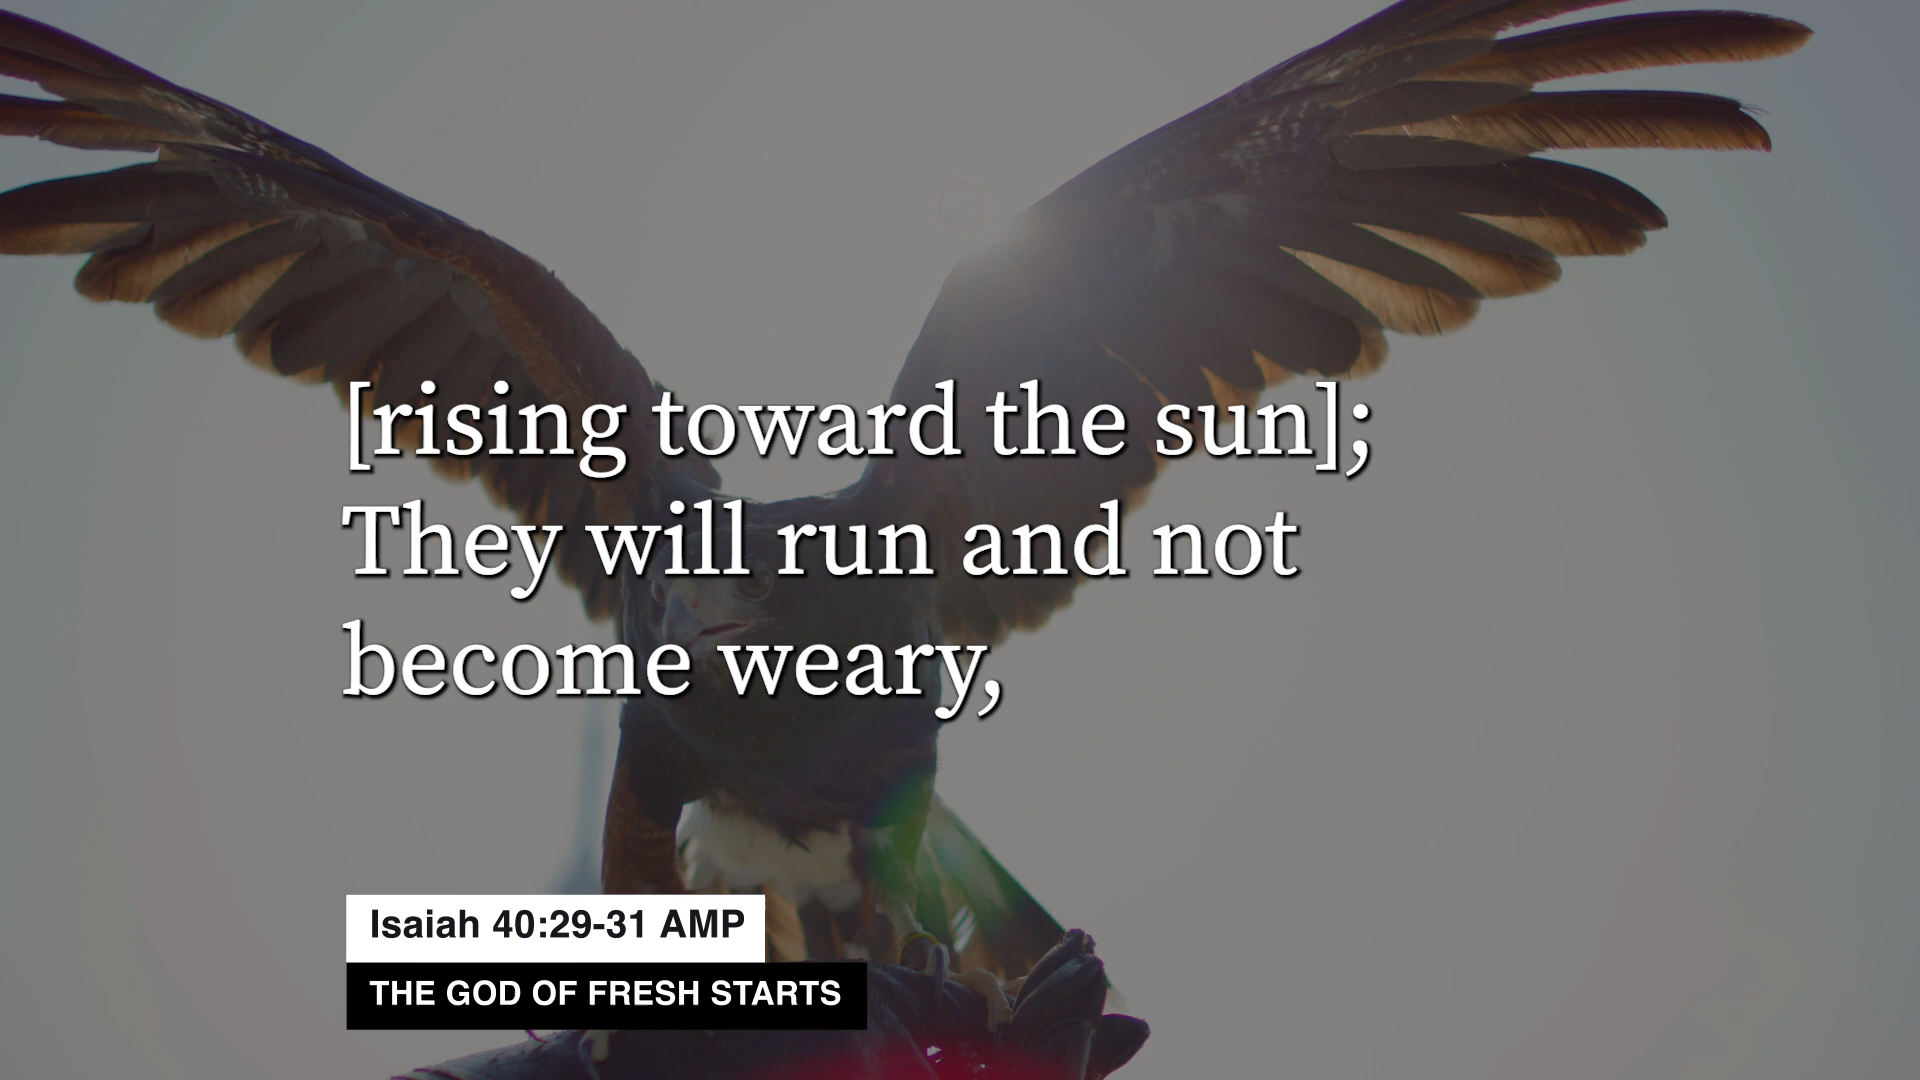 [rising toward the sun];
They will run and not
become weary,
Isaiah 40:29-31 AMP
THE GOD OF FRESH STARTS